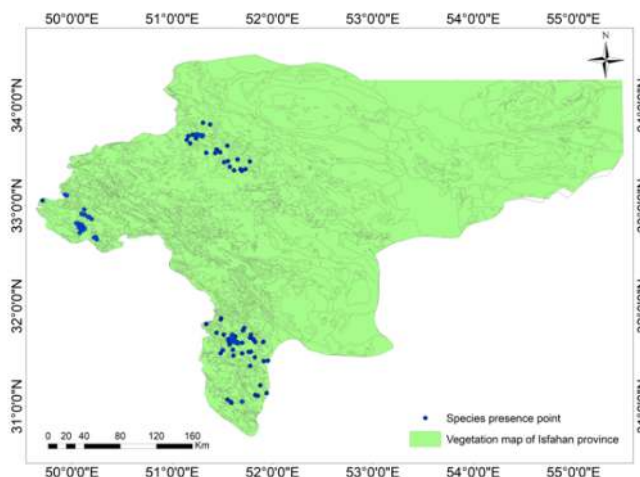 50°0'0"E 51°0'0"E 52°0'0"E 53°0'0"E 54°0'0"E 55°0'0"E
N
34°0'0"N
33°0'0"N
32°0'0"N
31°0'0"N
Species presence point
Vegetation map of Isfahan province
0 20 40 80 120 160
Km
50°0'0"E 51°0'0"E 52°0'0"E 53°0'0"E 54°0'0"E 55°0'0"E